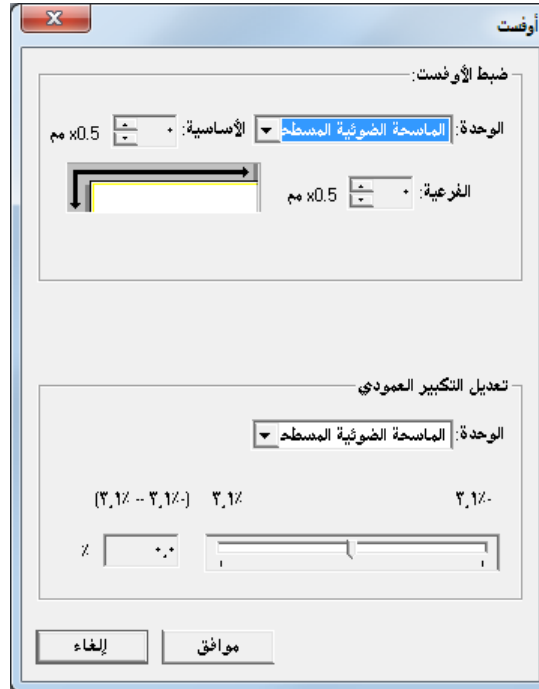 أوفست
ضبط الأوفست:
الوحدة: الماسحة الضوئية المسطح الأساسية: ٠ x0.5 مم
الفرعية: ٠ x0.5 مم
تعديل التكبير العمودي
الوحدة: الماسحة الضوئية المسطح
-٣,١٪ ٣,١٪ (-٣,١٪ -- ٣,١٪)
٠,٠ ٪
موافق إلغاء